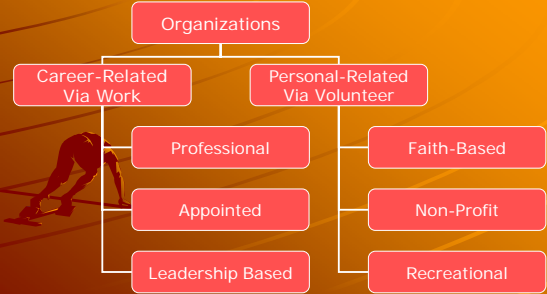 Organizations
Career-Related
Via Work
Personal-Related
Via Volunteer
Professional
Faith-Based
Appointed
Non-Profit
Leadership Based
Recreational